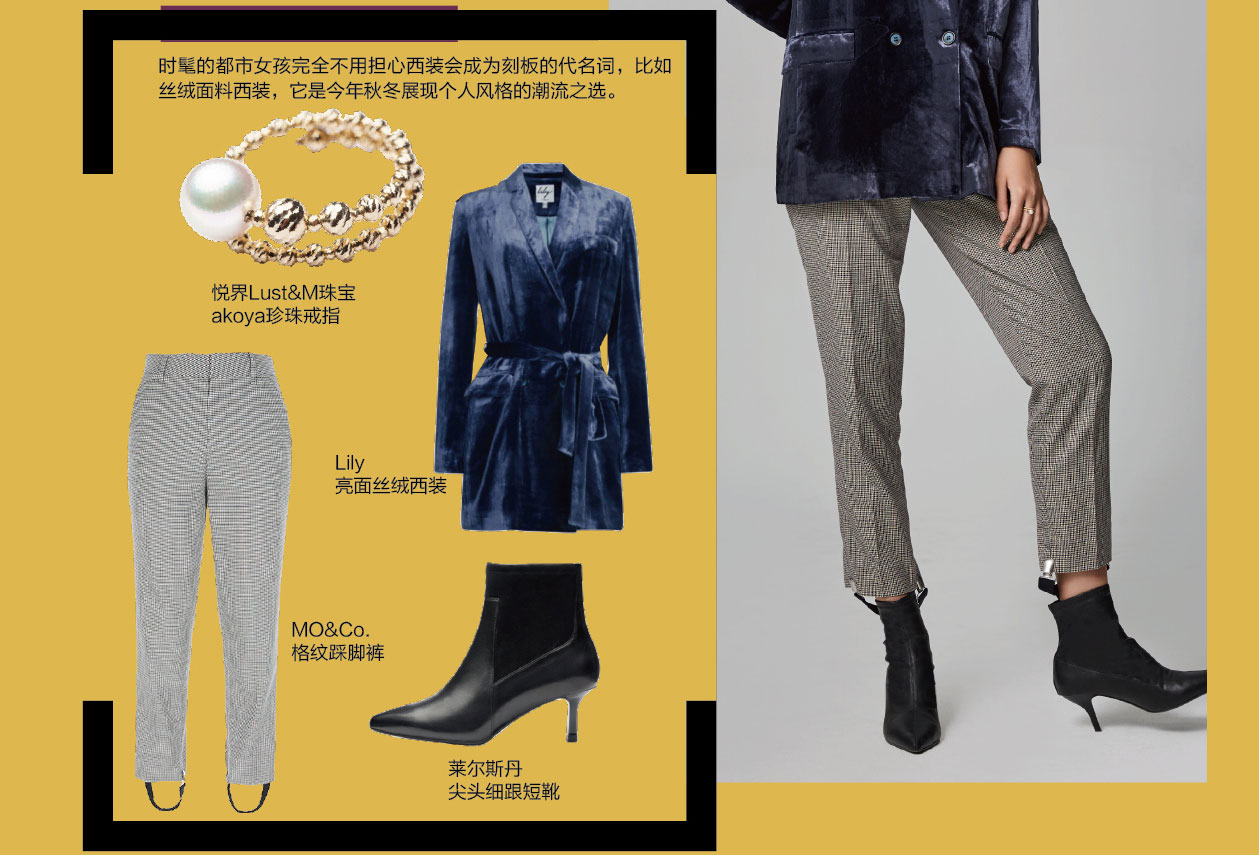 时髦的都市女孩完全不用担心西装会成为刻板的代名词，比如
丝绒面料西装，它是今年秋冬展现个人风格的潮流之选。
悦界Lust&M珠宝
akoya珍珠戒指
lily
Lily
亮面丝绒西装
MO&Co.
格纹踩脚裤
莱尔斯丹
尖头细跟短靴